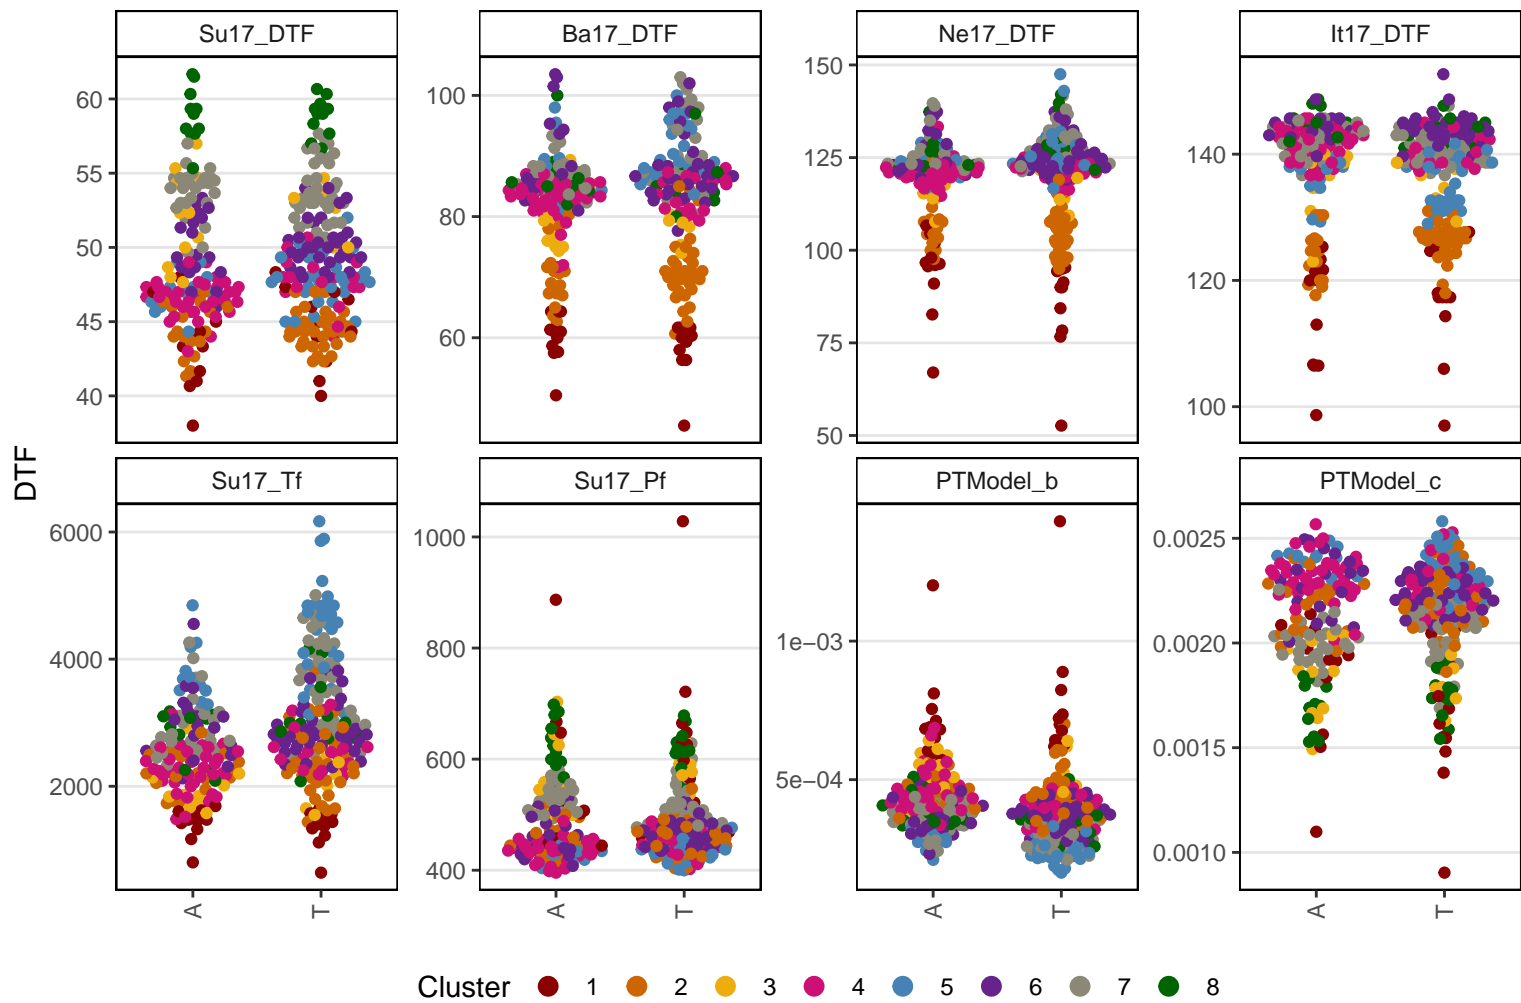 Su17_DTF
Ba17_DTF
Ne17_DTF
It17_DTF
60
55
50
45
40
100
80
60
150
125
100
75
50
140
120
100
DTF
Su17_Tf
Su17_Pf
PTModel_b
PTModel_c
6000
4000
2000
1000
800
600
400
1e−03
5e−04
0.0025
0.0020
0.0015
0.0010
A T
A T
A T
A T
Cluster 1 2 3 4 5 6 7 8